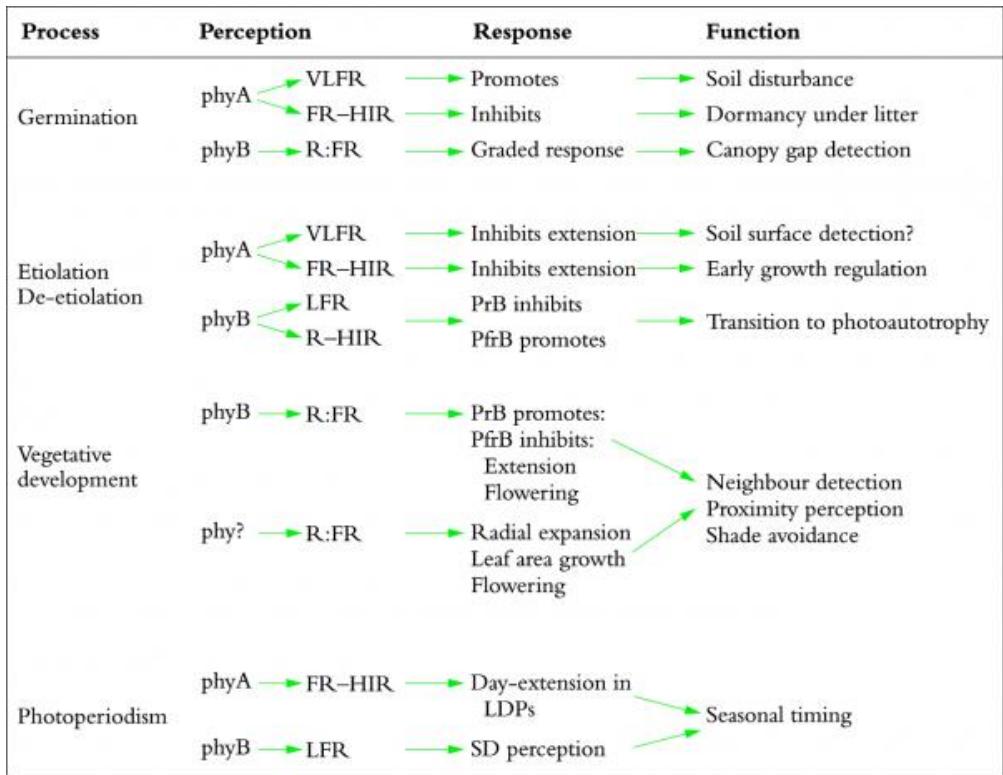 Process Perception Response Function
Germination
phyA VLFR Promotes Soil disturbance
FR–HIR Inhibits Dormancy under litter
phyB R:FR Graded response Canopy gap detection
Etiolation
De-etiolation
phyA VLFR Inhibits extension Soil surface detection?
FR–HIR Inhibits extension Early growth regulation
phyB LFR PrB inhibits
R–HIR PfrB promotes
Transition to photoautotrophy
Vegetative
development
phyB R:FR PrB promotes:
PfrB inhibits:
Extension
Flowering
phy? R:FR Radial expansion
Leaf area growth
Flowering
Neighbour detection
Proximity perception
Shade avoidance
Photoperiodism
phyA FR–HIR Day-extension in
LDPs
phyB LFR SD perception
Seasonal timing